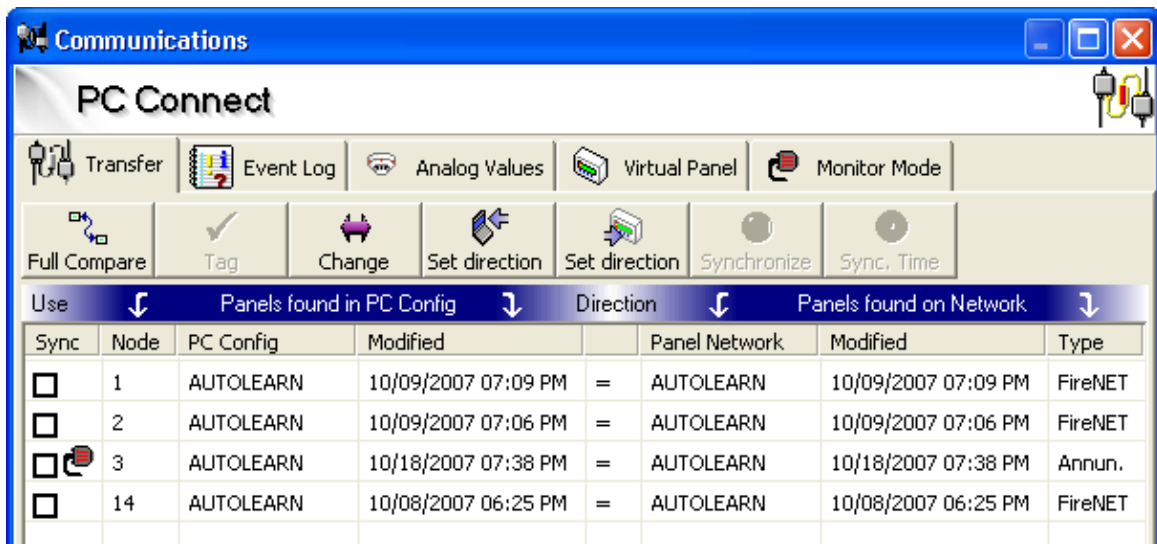 Communications
PC Connect
Transfer Event Log Analog Values Virtual Panel Monitor Mode
Full Compare Tag Change Set direction Set direction Synchronize Sync. Time
Use Panels found in PC Config Direction Panels found on Network
Sync Node PC Config Modified Panel Network Modified Type
1 AUTOLEARN 10/09/2007 07:09 PM = AUTOLEARN 10/09/2007 07:09 PM FireNET
2 AUTOLEARN 10/09/2007 07:06 PM = AUTOLEARN 10/09/2007 07:06 PM FireNET
3 AUTOLEARN 10/18/2007 07:38 PM = AUTOLEARN 10/18/2007 07:38 PM Annun.
14 AUTOLEARN 10/08/2007 06:25 PM = AUTOLEARN 10/08/2007 06:25 PM FireNET